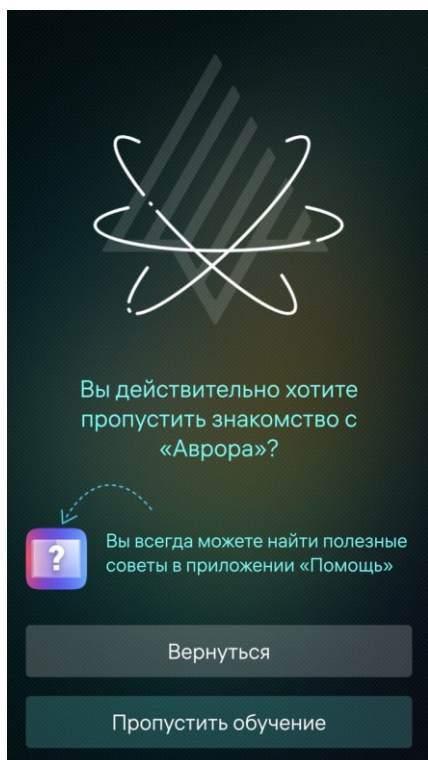 Вы действительно хотите
пропустить знакомство с
«Аврора»?
?
Вы всегда можете найти полезные
советы в приложении «Помощь»
Вернуться
Пропустить обучение